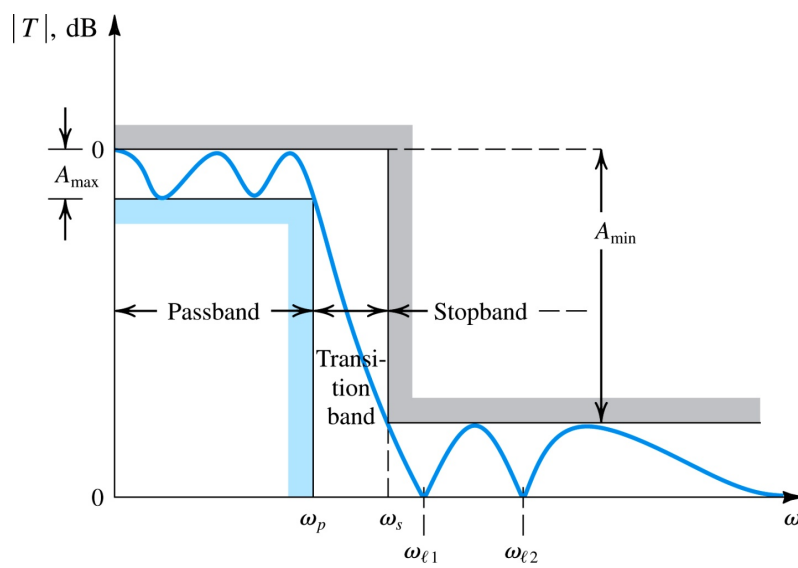 |T|, dB
0
A_max
A_min
Passband
Stopband
Transi-
tion
band
0
ω_p
ω_s
ω
ω_ℓ1
ω_ℓ2